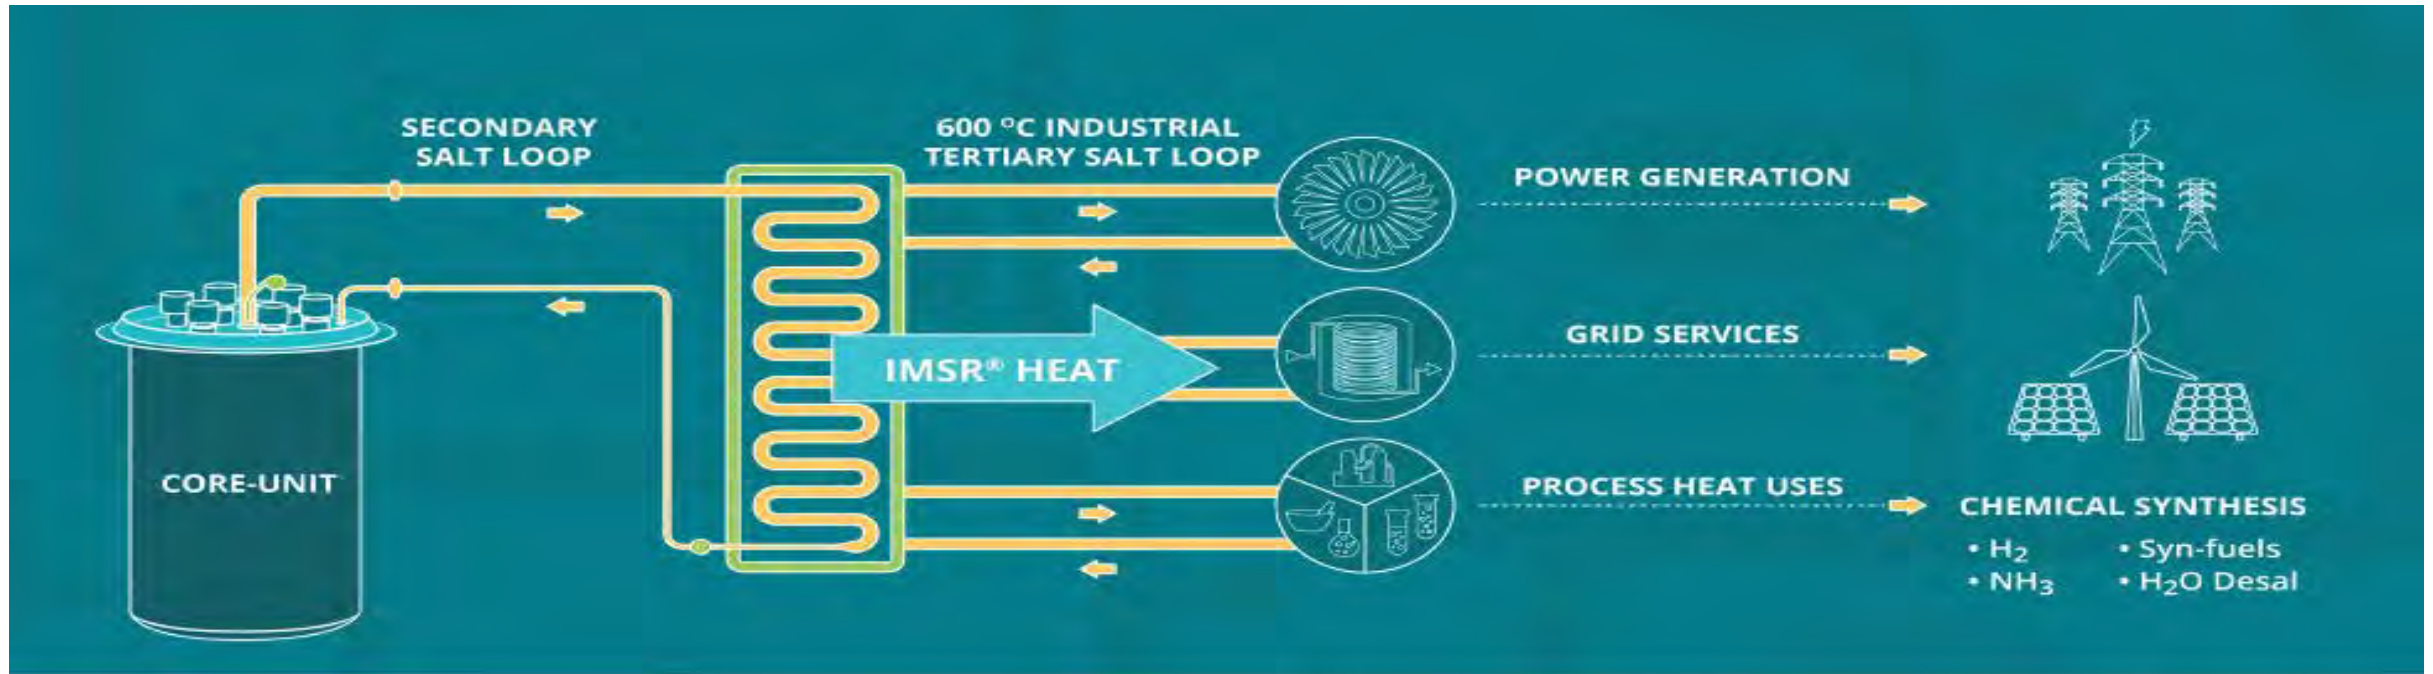 SECONDARY
SALT LOOP
600 °C INDUSTRIAL
TERTIARY SALT LOOP
POWER GENERATION
IMSR® HEAT
GRID SERVICES
CORE-UNIT
PROCESS HEAT USES
CHEMICAL SYNTHESIS
• H₂
• Syn-fuels
• NH₃
• H₂O Desal